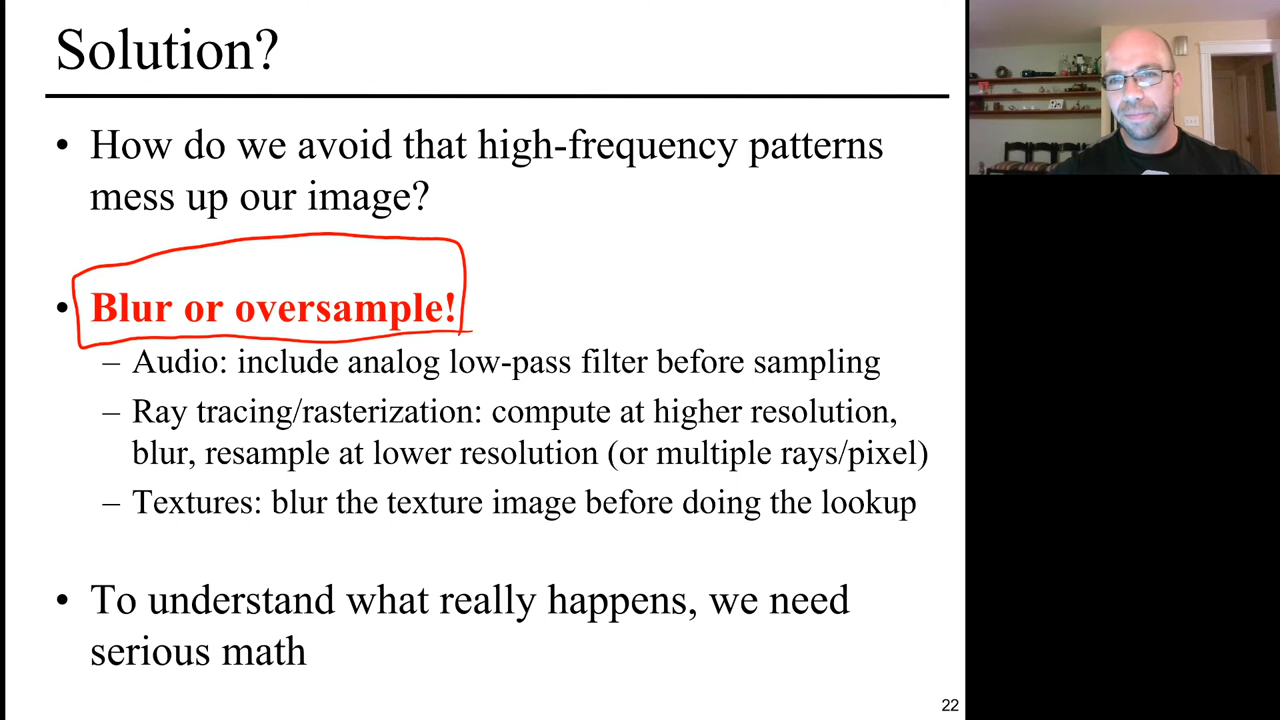 Solution?
• How do we avoid that high-frequency patterns
mess up our image?
• Blur or oversample!
– Audio: include analog low-pass filter before sampling
– Ray tracing/rasterization: compute at higher resolution,
blur, resample at lower resolution (or multiple rays/pixel)
– Textures: blur the texture image before doing the lookup
• To understand what really happens, we need
serious math
22